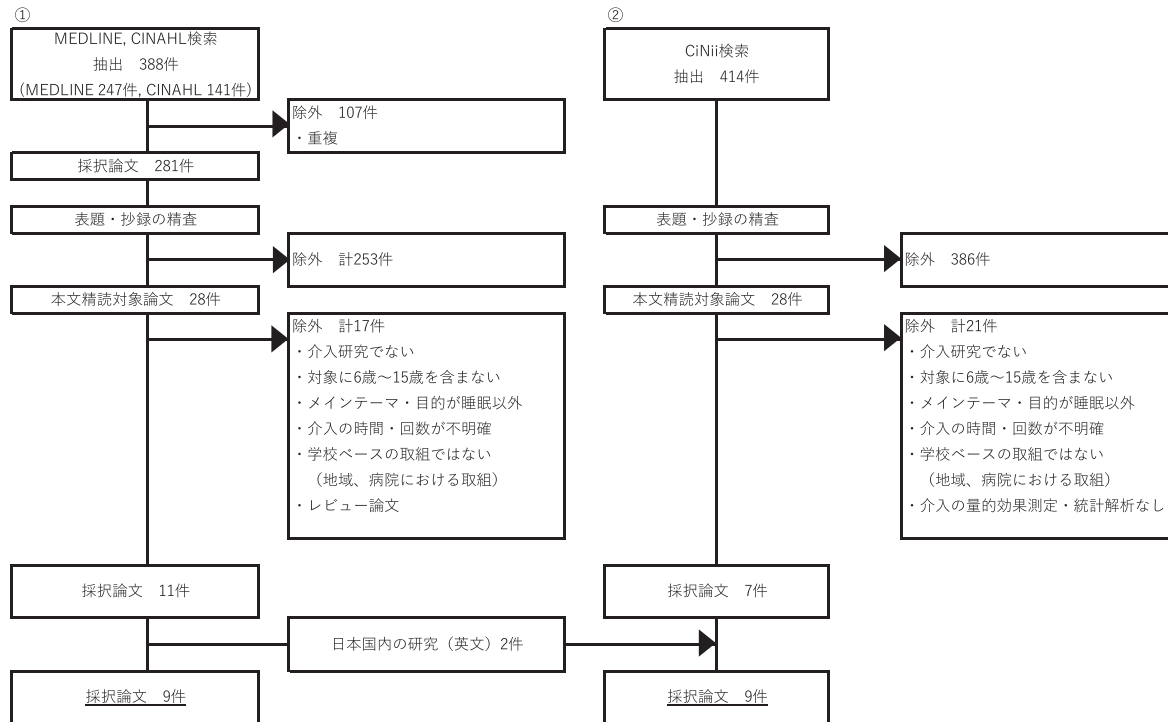 ①
MEDLINE, CINAHL検索
抽出　388件
（MEDLINE 247件, CINAHL 141件）
除外　107件
・重複
採択論文　281件
表題・抄録の精査
除外　計253件
本文精読対象論文　28件
除外　計17件
・介入研究でない
・対象に6歳～15歳を含まない
・メインテーマ・目的が睡眠以外
・介入の時間・回数が不明確
・学校ベースの取組ではない
（地域、病院における取組）
・レビュー論文
採択論文　11件
日本国内の研究（英文）2件
採択論文　9件
②
CiNii検索
抽出　414件
表題・抄録の精査
除外　386件
本文精読対象論文　28件
除外　計21件
・介入研究でない
・対象に6歳～15歳を含まない
・メインテーマ・目的が睡眠以外
・介入の時間・回数が不明確
・学校ベースの取組ではない
（地域、病院における取組）
・介入の量的効果測定・統計解析なし
採択論文　7件
採択論文　9件